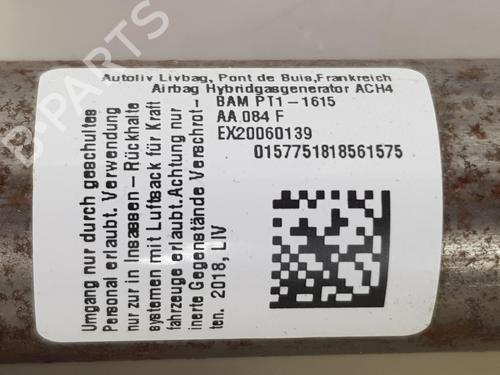 Autoliv Livbag, Pont de Buis,Frankreich
Airbag Hybridgasgenerator ACH4
BAM PT1-1615
AA.084 F
EX20060139
0157751818561575
Umgang nur durch geschultes
Personal erlaubt. Verwendung
nur zur in Insassen-Rückhalte
systemen imit Luftsack für Kraft
fahrzeuge erlaubt.Achtung nur
inerte Gegenstände Verschrot-
ten. 2018, LIV
B-PARTS